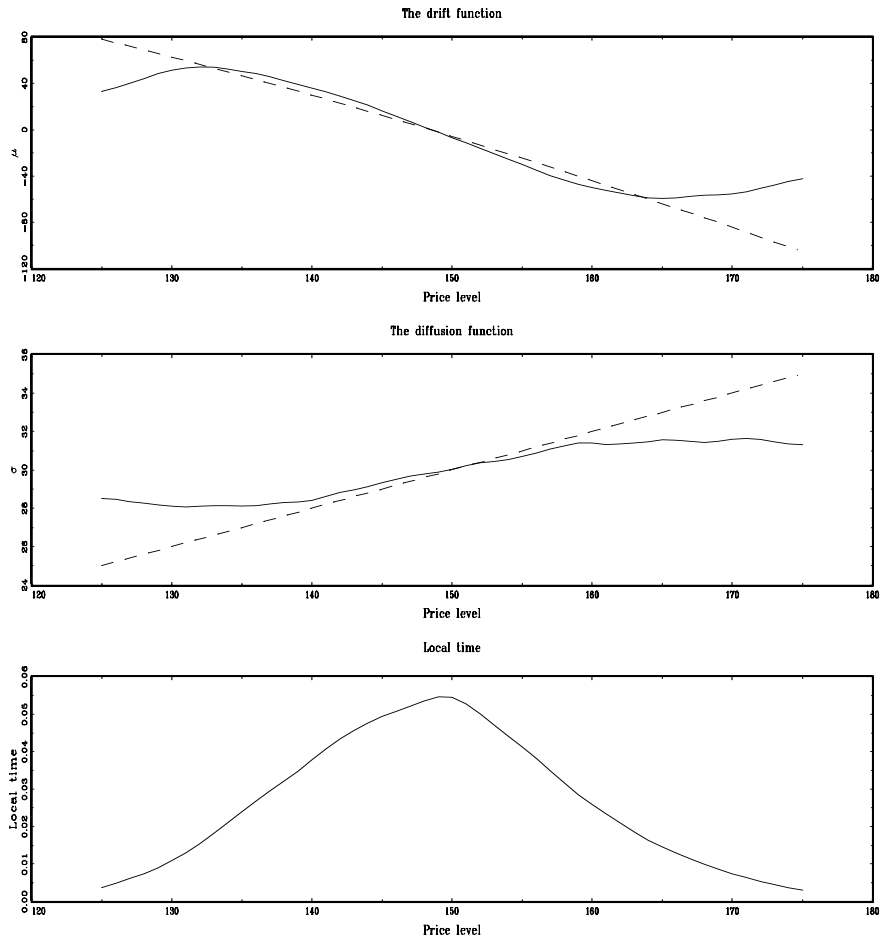 The drift function
80
40
0
-40
-80
-120
μ
120 130 140 150 160 170 180
Price level
The diffusion function
36
34
32
30
28
26
24
σ
120 130 140 150 160 170 180
Price level
Local time
0.06
0.05
0.04
0.03
0.02
0.01
0.00
Local time
120 130 140 150 160 170 180
Price level